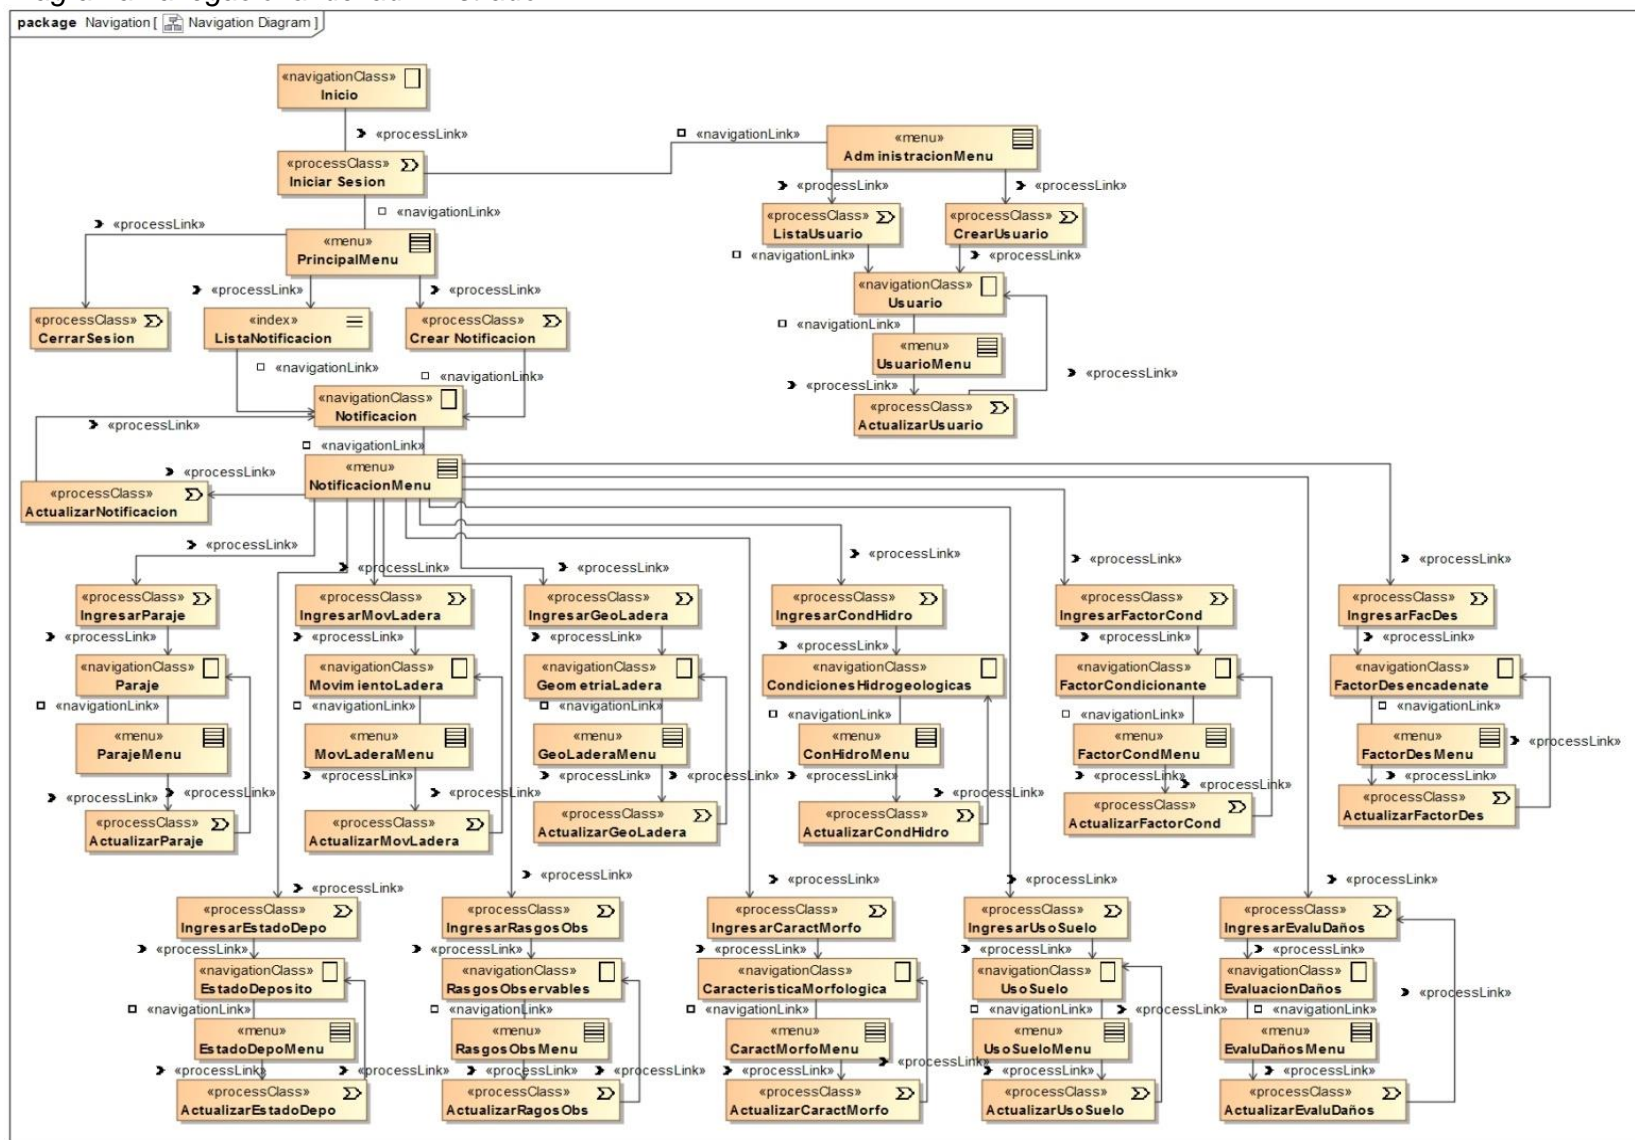 package Navigation [ Navigation Diagram ]
«navigationClass»
Inicio
«processLink»
«processClass»
Iniciar Sesion
«navigationLink»
«menu»
AdministracionMenu
«processLink»
«processLink»
«processClass»
ListaUsuario
«processClass»
CrearUsuario
«navigationLink»
«processLink»
«navigationClass»
Usuario
«navigationLink»
«menu»
UsuarioMenu
«processLink»
«processLink»
«processClass»
ActualizarUsuario
«navigationLink»
«processLink»
«menu»
PrincipalMenu
«processLink»
«processLink»
«processClass»
CerrarSesion
«index»
ListaNotificacion
«processClass»
Crear Notificacion
«navigationLink»
«navigationLink»
«navigationClass»
Notificacion
«processLink»
«navigationLink»
«menu»
NotificacionMenu
«processLink»
«processClass»
ActualizarNotificacion
«processLink»
«processLink»
«processLink»
«processLink»
«processLink»
«processLink»
«processClass»
IngresarParaje
«processClass»
IngresarMovLadera
«processClass»
IngresarGeoLadera
«processClass»
IngresarCondHidro
«processClass»
IngresarFactorCond
«processClass»
IngresarFacDes
«processLink»
«processLink»
«processLink»
«processLink»
«processLink»
«processLink»
«navigationClass»
Paraje
«navigationClass»
MovimientoLadera
«navigationClass»
GeometriaLadera
«navigationClass»
CondicionesHidrogeologicas
«navigationClass»
FactorCondicionante
«navigationClass»
FactorDesencadenate
«navigationLink»
«navigationLink»
«navigationLink»
«navigationLink»
«navigationLink»
«navigationLink»
«menu»
ParajeMenu
«menu»
MovLaderaMenu
«menu»
GeoLaderaMenu
«menu»
ConHidroMenu
«menu»
FactorCondMenu
«menu»
FactorDesMenu
«processLink»
«processLink»
«processLink»
«processLink»
«processLink»
«processLink»
«processLink»
«processLink»
«processLink»
«processLink»
«processLink»
«processLink»
«processClass»
ActualizarParaje
«processClass»
ActualizarMovLadera
«processClass»
ActualizarGeoLadera
«processClass»
ActualizarCondHidro
«processClass»
ActualizarFactorCond
«processClass»
ActualizarFactorDes
«processLink»
«processLink»
«processLink»
«processLink»
«processLink»
«processClass»
IngresarEstadoDepo
«processClass»
IngresarRasgosObs
«processClass»
IngresarCaractMorfo
«processClass»
IngresarUsoSuelo
«processClass»
IngresarEvaluDaños
«processLink»
«processLink»
«processLink»
«processLink»
«processLink»
«navigationClass»
EstadoDeposito
«navigationClass»
RasgosObservables
«navigationClass»
CaracteristicaMorfologica
«navigationClass»
UsoSuelo
«navigationClass»
EvaluacionDaños
«processLink»
«navigationLink»
«navigationLink»
«navigationLink»
«navigationLink»
«processLink»
«navigationLink»
«menu»
EstadoDepoMenu
«menu»
RasgosObsMenu
«menu»
CaractMorfoMenu
«menu»
UsoSueloMenu
«menu»
EvaluDañosMenu
«processLink»
«processLink»
«processLink»
«processLink»
«processLink»
«processLink»
«processLink»
«processLink»
«processClass»
ActualizarEstadoDepo
«processClass»
ActualizarRagosObs
«processClass»
ActualizarCaractMorfo
«processClass»
ActualizarUsoSuelo
«processClass»
ActualizarEvaluDaños